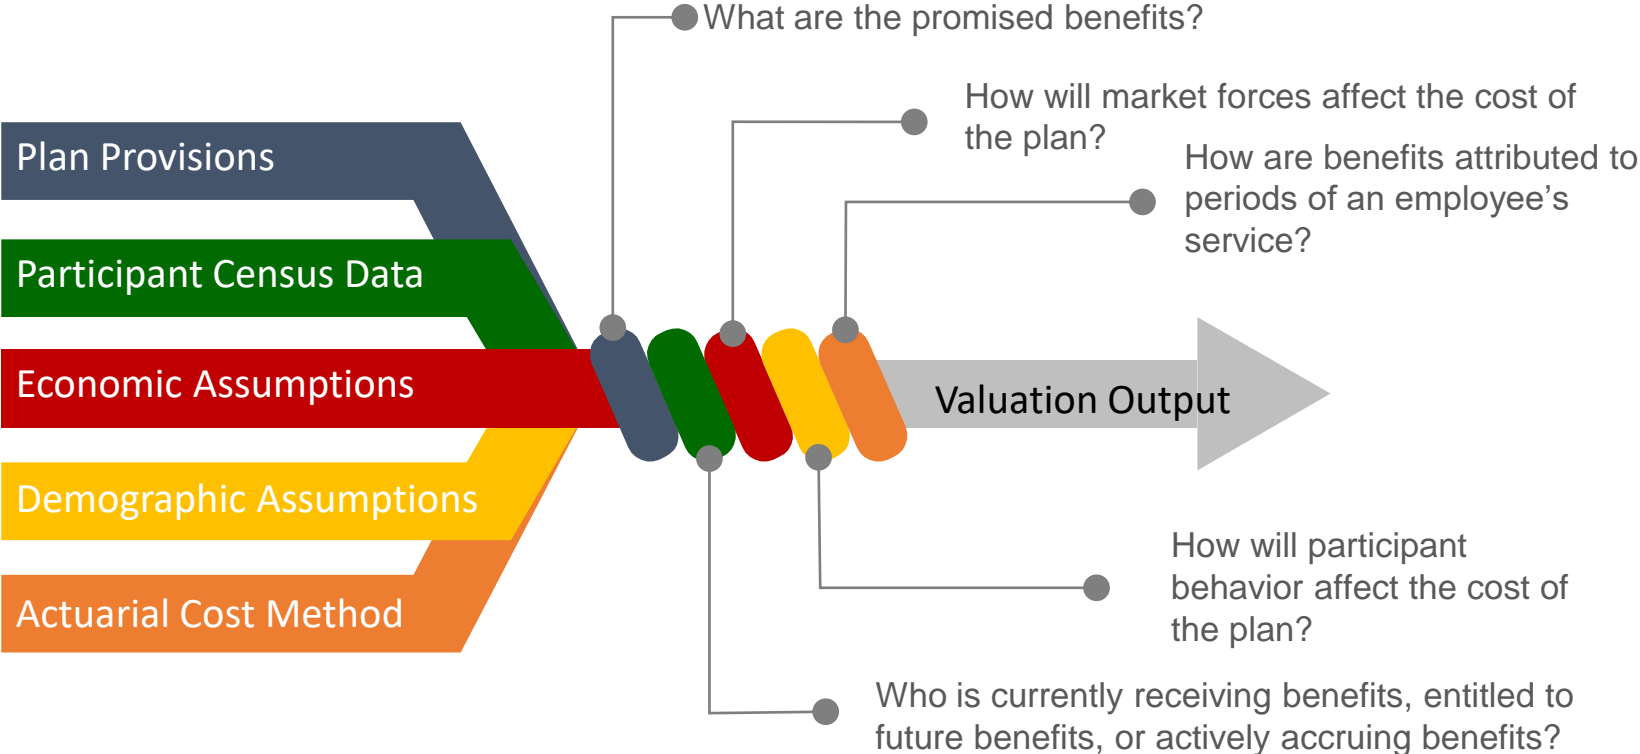 What are the promised benefits?
How will market forces affect the cost of
the plan?
How are benefits attributed to
periods of an employee’s
service?
Plan Provisions
Participant Census Data
Economic Assumptions
Demographic Assumptions
Actuarial Cost Method
Valuation Output
How will participant
behavior affect the cost of
the plan?
Who is currently receiving benefits, entitled to
future benefits, or actively accruing benefits?